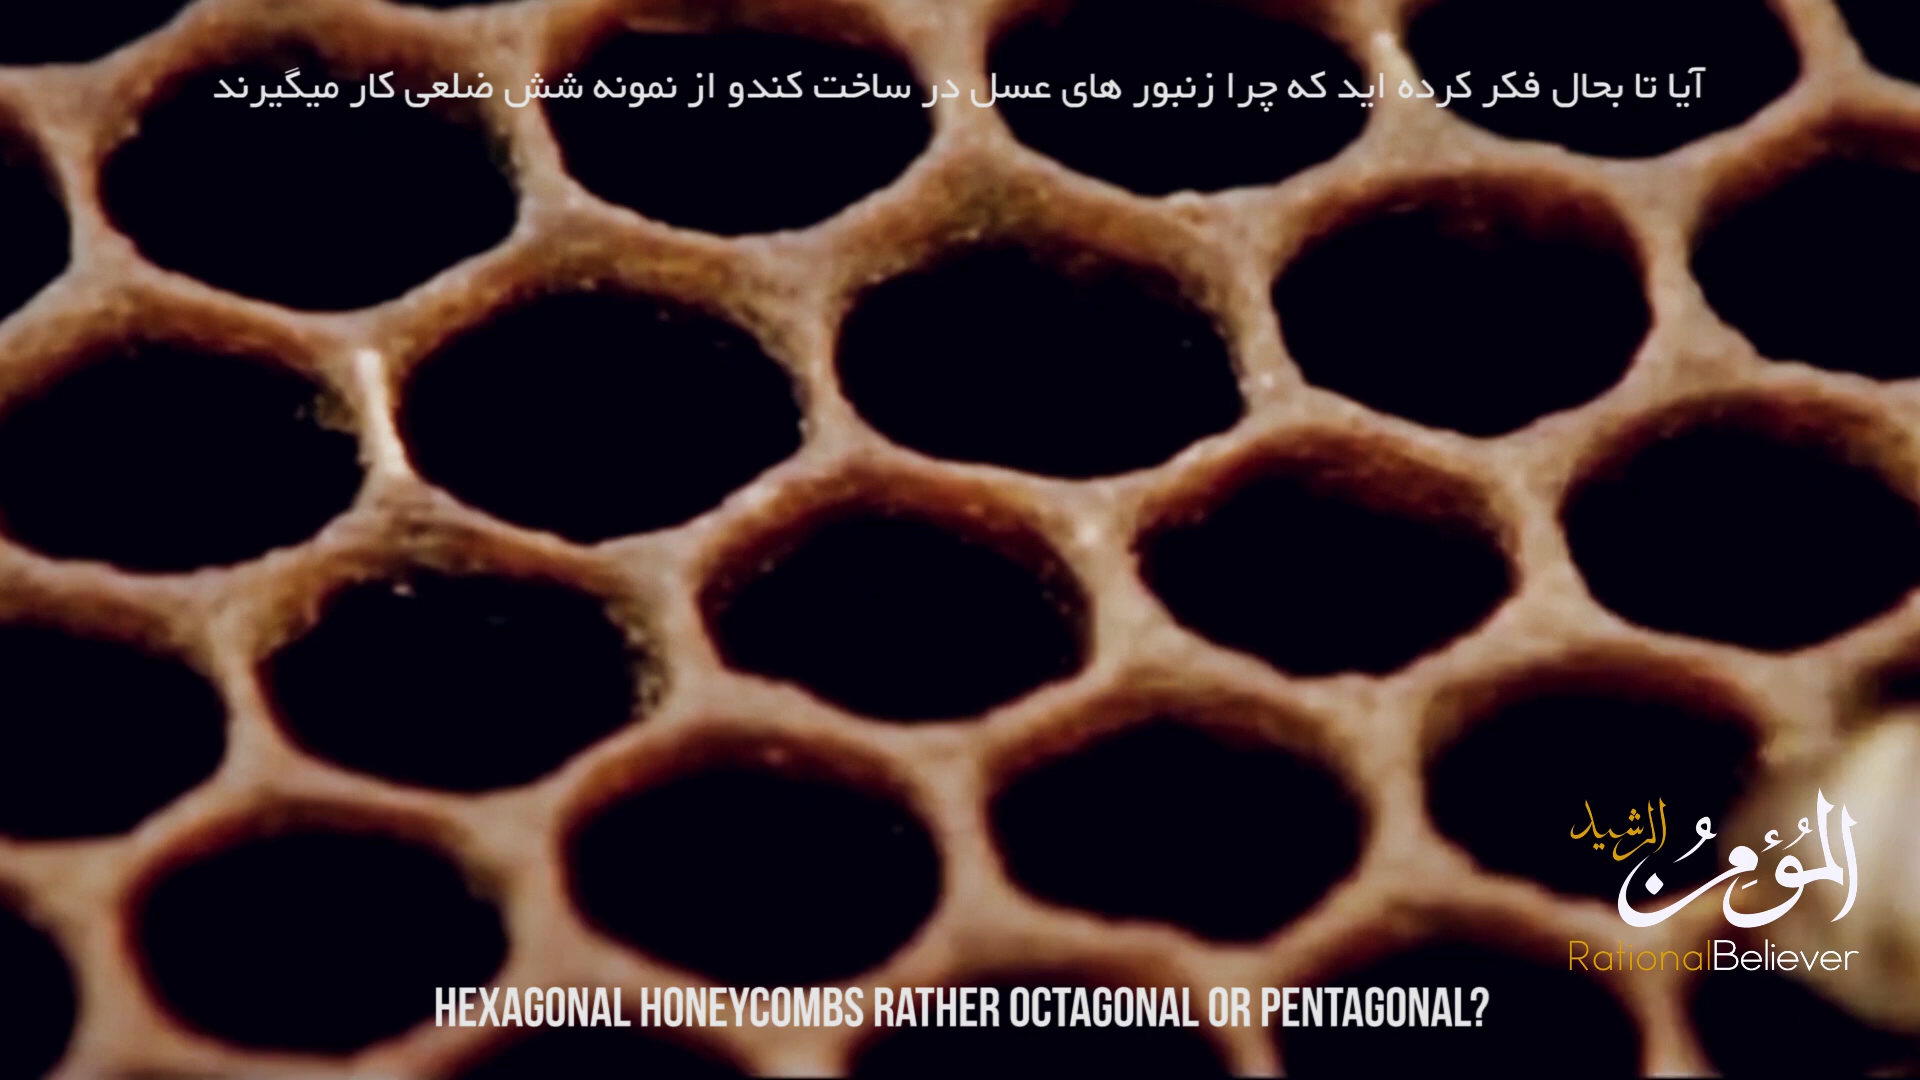 آیا تا بحال فکر کرده اید که چرا زنبور های عسل در ساخت کندو از نمونه شش ضلعی کار میگیرند
المؤمن الرشيد
RationalBeliever
HEXAGONAL HONEYCOMBS RATHER OCTAGONAL OR PENTAGONAL?